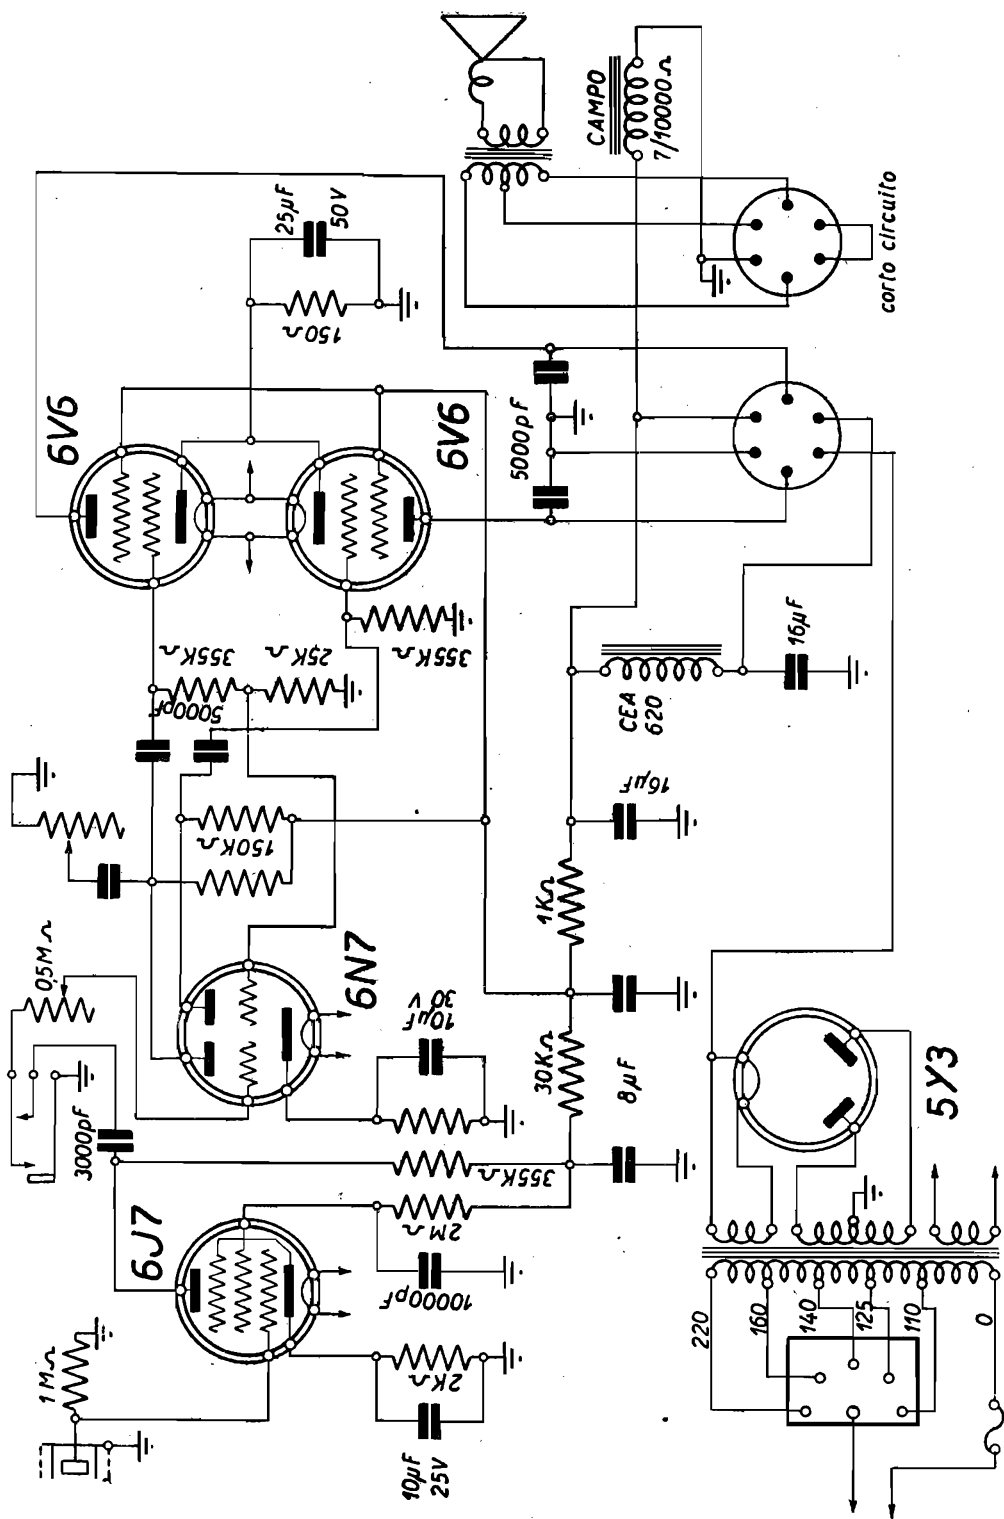 1 MΩ
6J7
3000pF
0,5MΩ
6V6
5000pF
355KΩ
25KΩ
150KΩ
6N7
25µF
50V
150Ω
10µF
25V
2KΩ
10000pF
2MΩ
355KΩ
10µF
30V
355KΩ
6V6
5000pF
30KΩ
1KΩ
CAMPO
7/10000Ω
8µF
16µF
CEA
620
16µF
220
160
140
125
110
0
5Y3
corto circuito